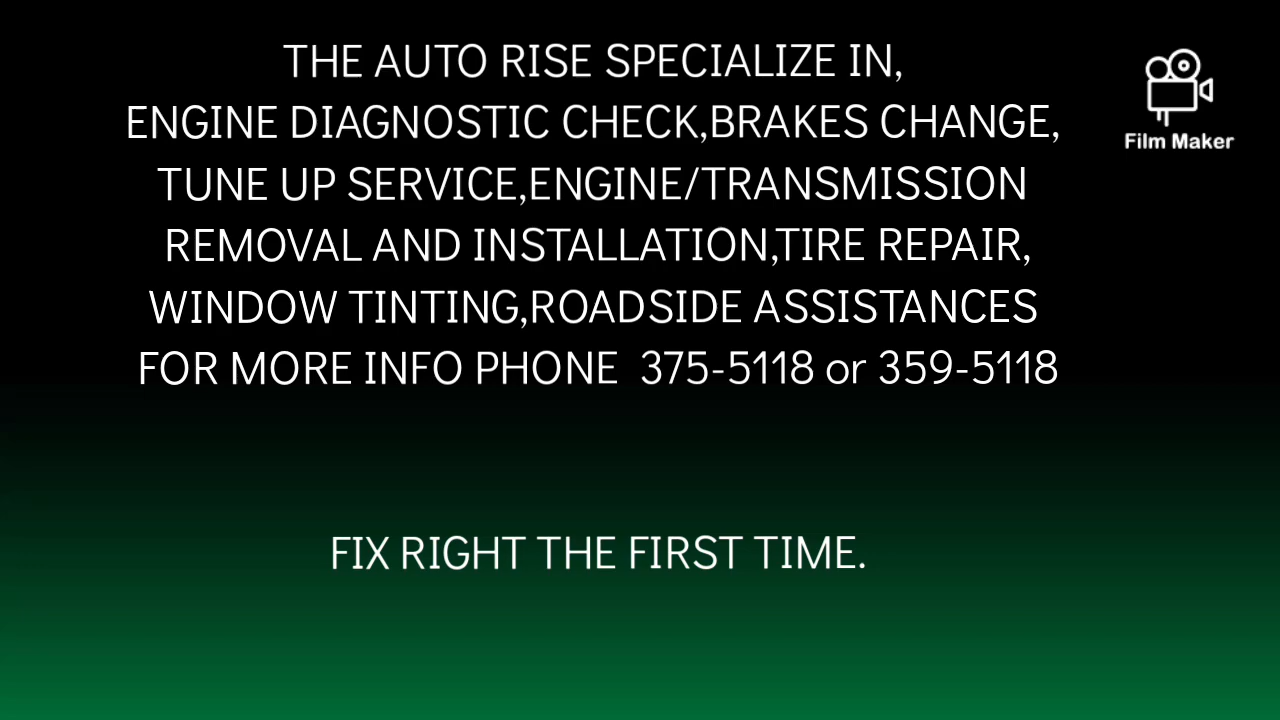 THE AUTO RISE SPECIALIZE IN,
ENGINE DIAGNOSTIC CHECK,BRAKES CHANGE,
TUNE UP SERVICE,ENGINE/TRANSMISSION
REMOVAL AND INSTALLATION,TIRE REPAIR,
WINDOW TINTING,ROADSIDE ASSISTANCES
FOR MORE INFO PHONE  375-5118 or 359-5118
FIX RIGHT THE FIRST TIME.
Film Maker